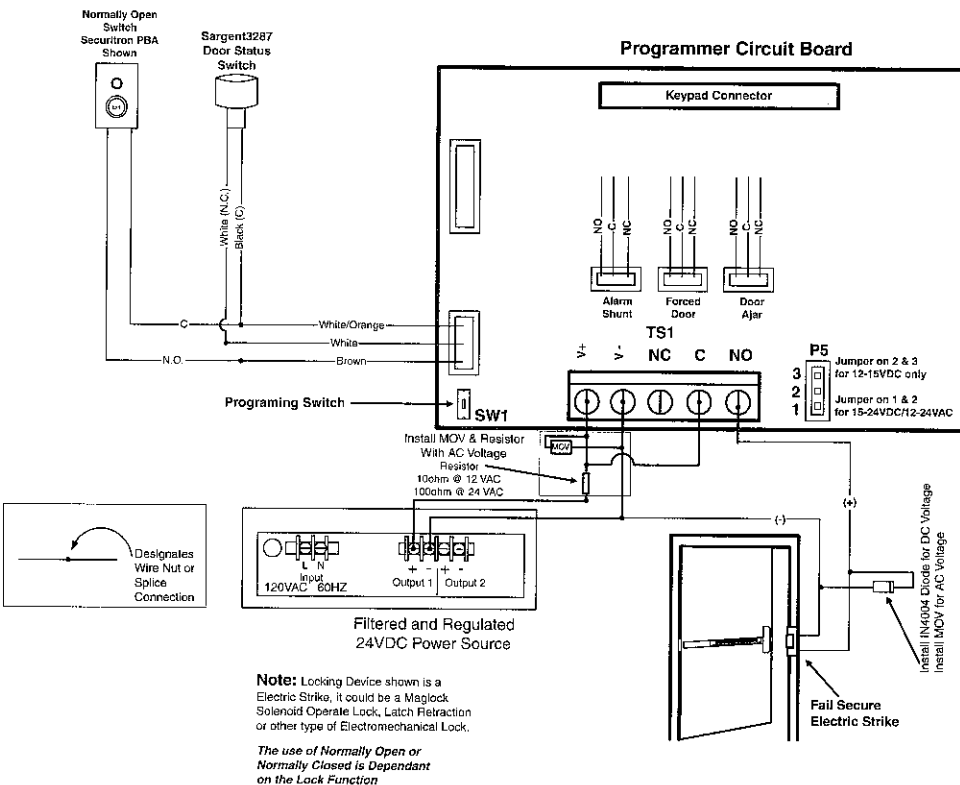 Normally Open
Switch
Securitron PBA
Shown
Sargent3287
Door Status
Switch
Programmer Circuit Board
Keypad Connector
White (N.C.)
Black (C)
NO
C
NC
NO
C
NC
NO
C
NC
Alarm
Shunt
Forced
Door
Door
Ajar
C
White/Orange
White
N.O.
Brown
TS1
V+
V-
NC
C
NO
P5
3
2
1
Jumper on 2 & 3
for 12-15VDC only
Jumper on 1 & 2
for 15-24VDC/12-24VAC
Programing Switch
SW1
Install MOV & Resistor
With AC Voltage
Resistor
10ohm @ 12 VAC
100ohm @ 24 VAC
MOV
(+)
(-)
Designales
Wire Nut or
Splice
Connection
L N
Input
120VAC 60HZ
+ - + -
Output 1 Output 2
Filtered and Regulated
24VDC Power Source
Install IN4004 Diode for DC Voltage
Install MOV for AC Voltage
Fail Secure
Electric Strike
Note: Locking Device shown is a
Electric Strike, it could be a Maglock
Solenoid Operate Lock, Latch Retraction
or other type of Electromechanical Lock.
The use of Normally Open or
Normally Closed is Dependant
on the Lock Function